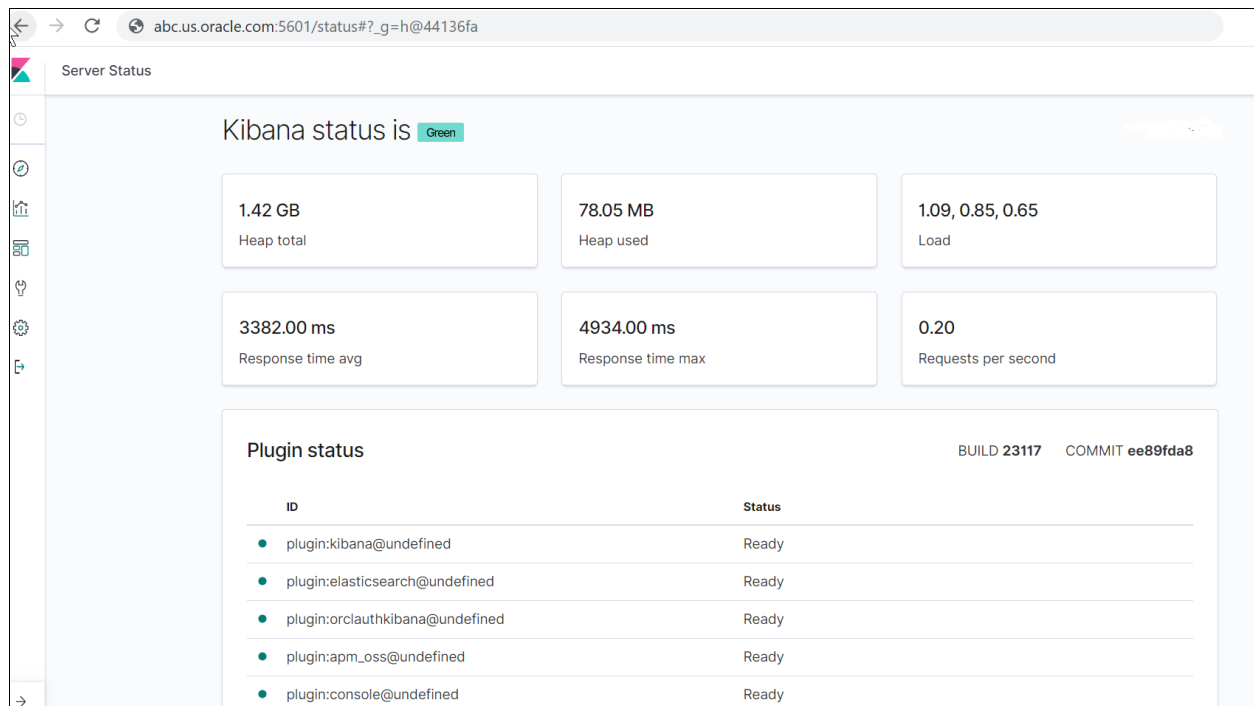 abc.us.oracle.com:5601/status#?_g=h@44136fa
Server Status
Kibana status is Green
1.42 GB
Heap total
78.05 MB
Heap used
1.09, 0.85, 0.65
Load
3382.00 ms
Response time avg
4934.00 ms
Response time max
0.20
Requests per second
Plugin status
BUILD 23117 COMMIT ee89fda8
ID Status
plugin:kibana@undefined Ready
plugin:elasticsearch@undefined Ready
plugin:orclauthkibana@undefined Ready
plugin:apm_oss@undefined Ready
plugin:console@undefined Ready